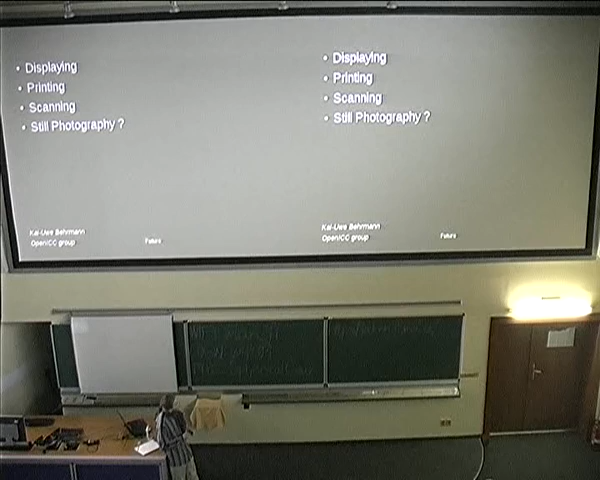 • Displaying
• Printing
• Scanning
• Still Photography ?
Kai-Uwe Behrmann
OpenICC group
Future
• Displaying
• Printing
• Scanning
• Still Photography ?
Kai-Uwe Behrmann
OpenICC group
Future